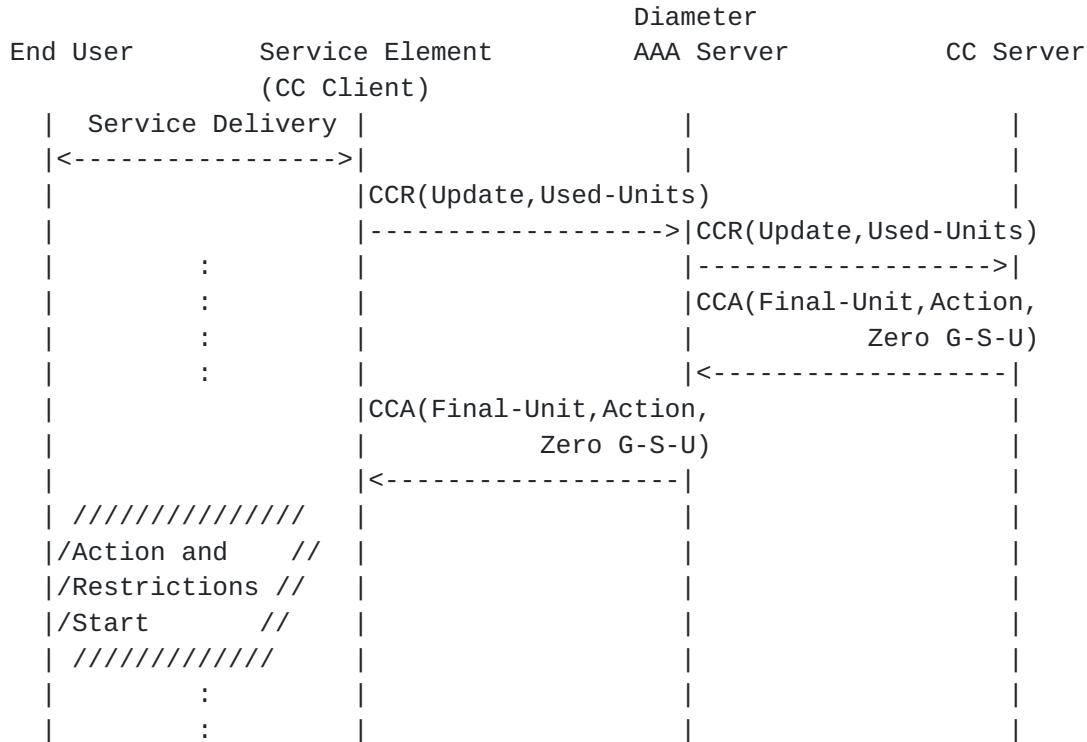 Diameter
End User        Service Element         AAA Server          CC Server
                (CC Client)
  |  Service Delivery |                    |                    |
  |<----------------->|                    |                    |
  |                   |CCR(Update,Used-Units)                   |
  |                   |------------------->|CCR(Update,Used-Units)
  |         :         |                    |------------------->|
  |         :         |                    |CCA(Final-Unit,Action,
  |         :         |                    |           Zero G-S-U)
  |         :         |                    |<-------------------|
  |                   |CCA(Final-Unit,Action,                   |
  |                   |           Zero G-S-U)                   |
  |                   |<-------------------|                    |
  | ///////////////   |                    |                    |
  |/Action and    //  |                    |                    |
  |/Restrictions //   |                    |                    |
  |/Start       //    |                    |                    |
  | /////////////     |                    |                    |
  |         :         |                    |                    |
  |         :         |                    |                    |